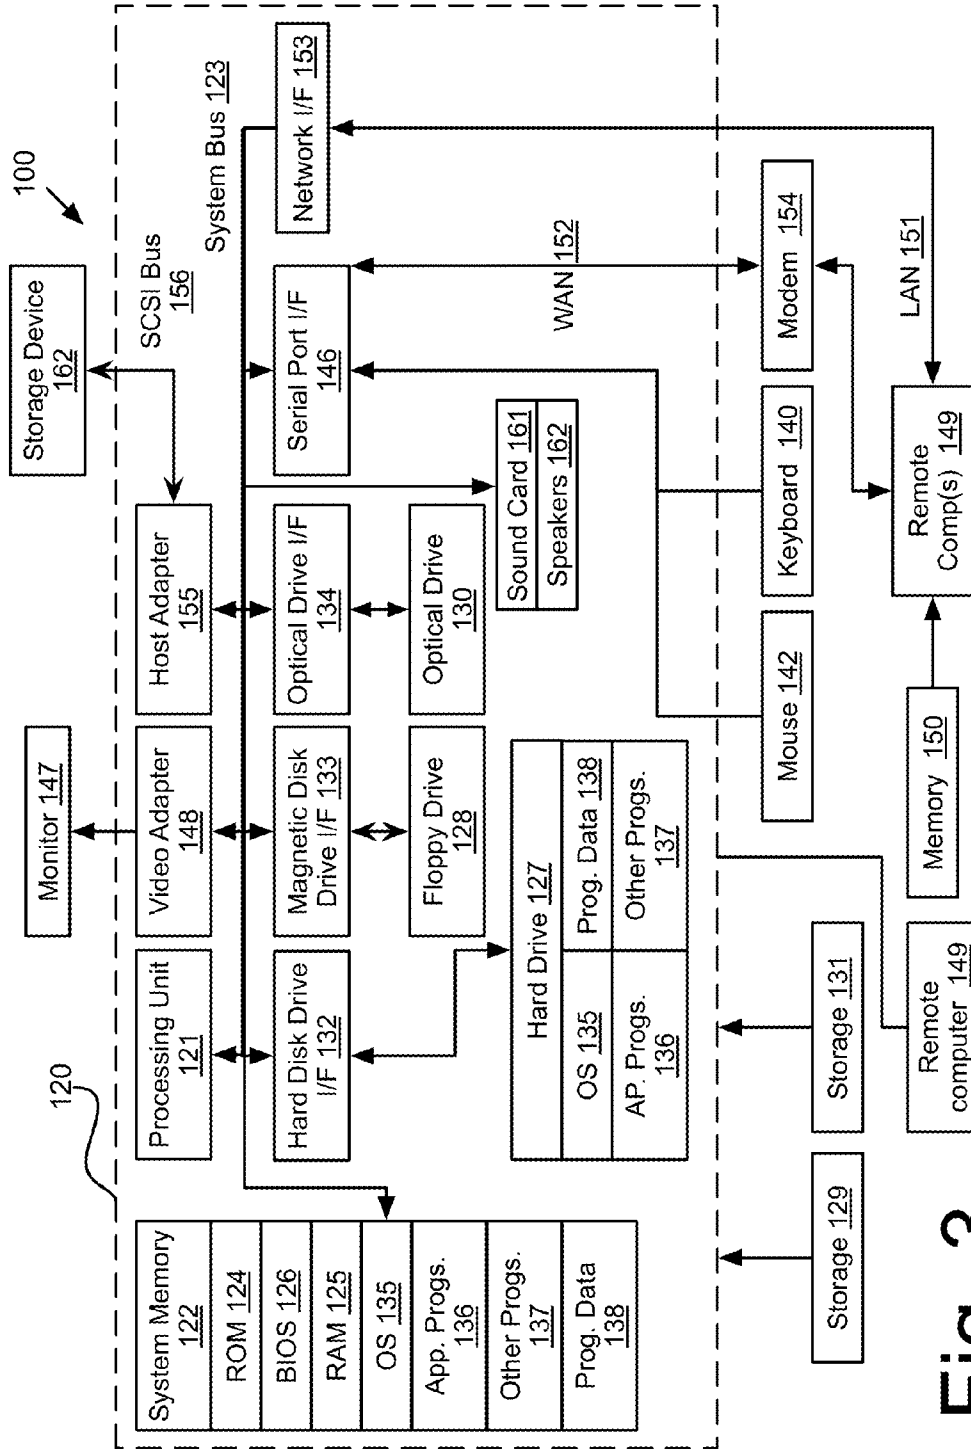 100
Storage Device
162
SCSI Bus
156
System Bus 123
120
Monitor 147
System Memory
122
ROM 124
BIOS 126
RAM 125
OS 135
App. Progs.
136
Other Progs.
137
Prog. Data
138
Processing Unit
121
Video Adapter
148
Host Adapter
155
Hard Disk Drive
I/F 132
Magnetic Disk
Drive I/F 133
Optical Drive I/F
134
Serial Port I/F
146
Network I/F 153
Floppy Drive
128
Optical Drive
130
Sound Card 161
Speakers 162
Hard Drive 127
OS 135
Prog. Data 138
AP. Progs.
136
Other Progs.
137
WAN 152
Storage 129
Storage 131
Mouse 142
Keyboard 140
Modem 154
LAN 151
Remote
computer 149
Memory 150
Remote
Comp(s) 149